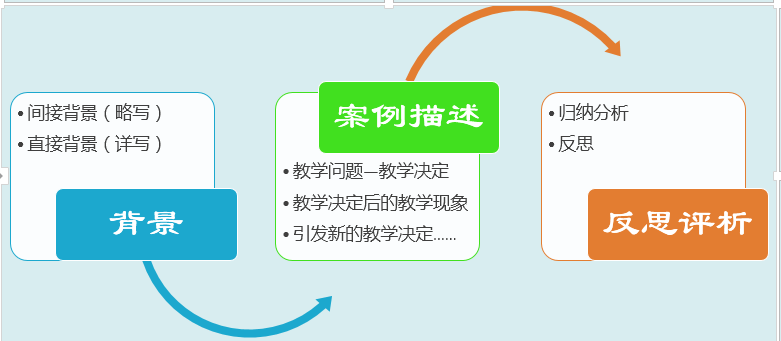 • 间接背景（略写）
• 直接背景（详写）
背景
案例描述
• 教学问题—教学决定
• 教学决定后的教学现象
• 引发新的教学决定......
• 归纳分析
• 反思
反思评析